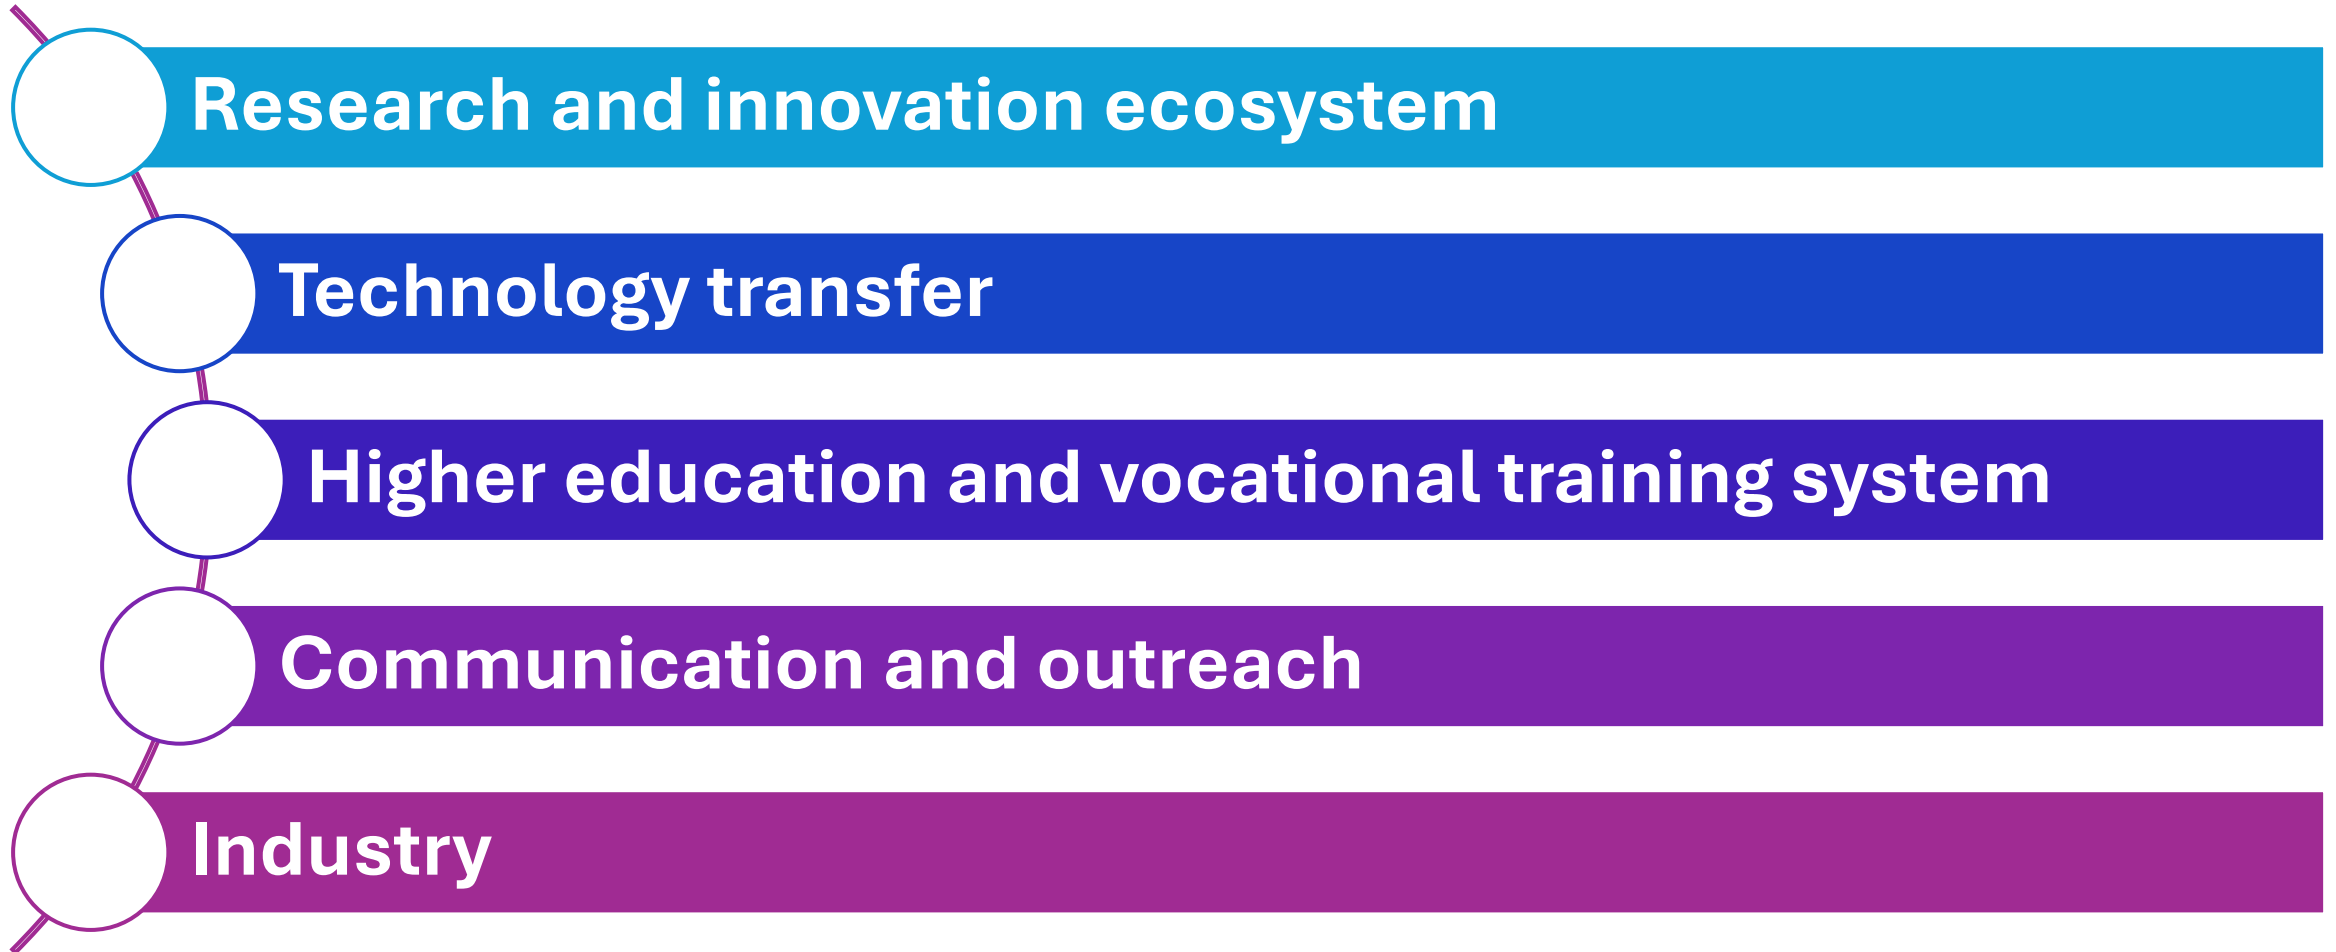 Research and innovation ecosystem
Technology transfer
Higher education and vocational training system
Communication and outreach
Industry